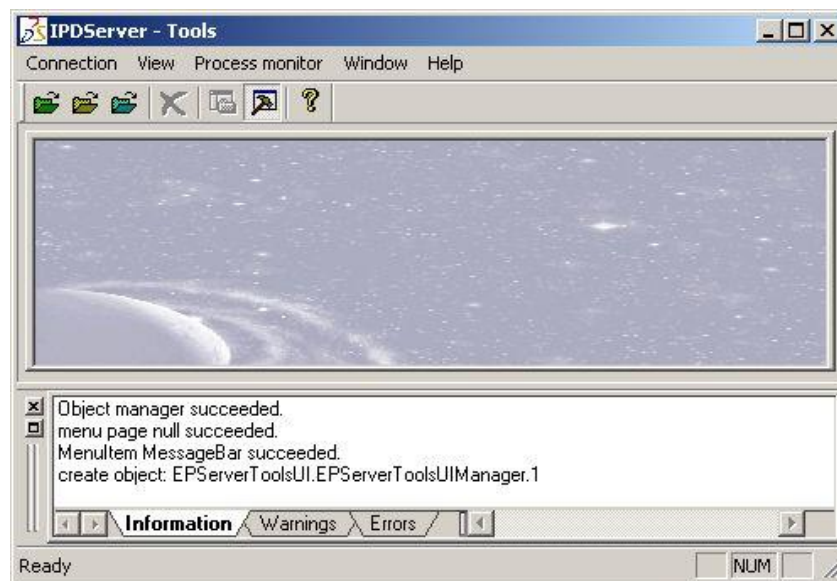 IPDServer - Tools
Connection View Process monitor Window Help
Object manager succeeded.
menu page null succeeded.
MenuItem MessageBar succeeded.
create object: EPServerToolsUI.EPServerToolsUIManager.1
Information Warnings Errors
Ready NUM